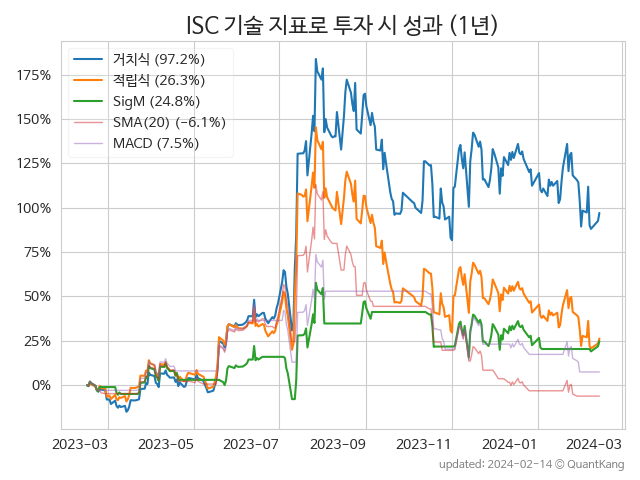 ISC 기술 지표로 투자 시 성과 (1년)
거치식 (97.2%)
적립식 (26.3%)
SigM (24.8%)
SMA(20) (−6.1%)
MACD (7.5%)
175%
150%
125%
100%
75%
50%
25%
0%
2023-03 2023-05 2023-07 2023-09 2023-11 2024-01 2024-03
updated: 2024-02-14 © QuantKang